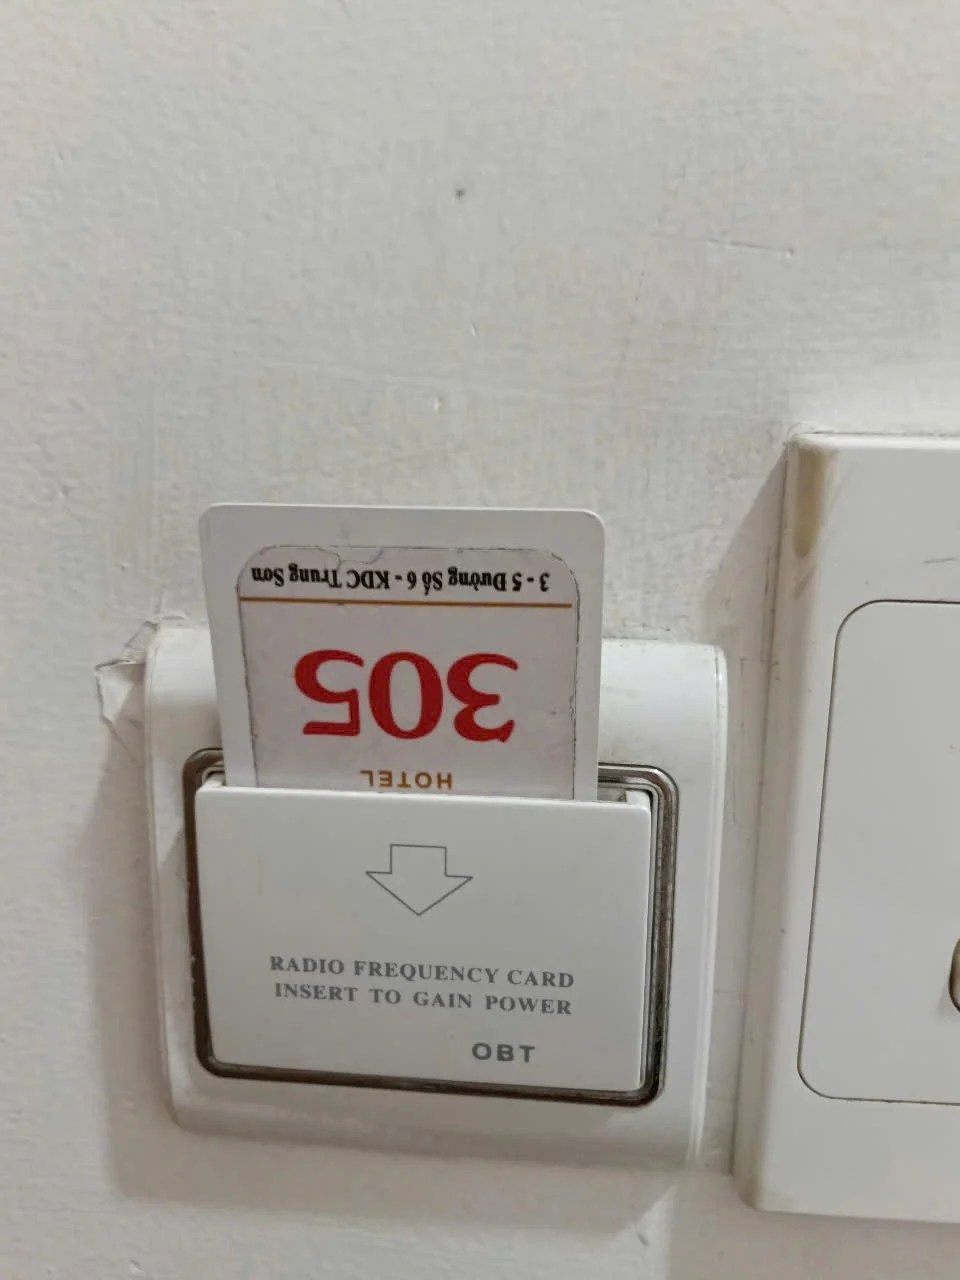 3 - 5 Đường Số 6 - KDC Trung Sơn
305
HOTEL
RADIO FREQUENCY CARD
INSERT TO GAIN POWER
OBT